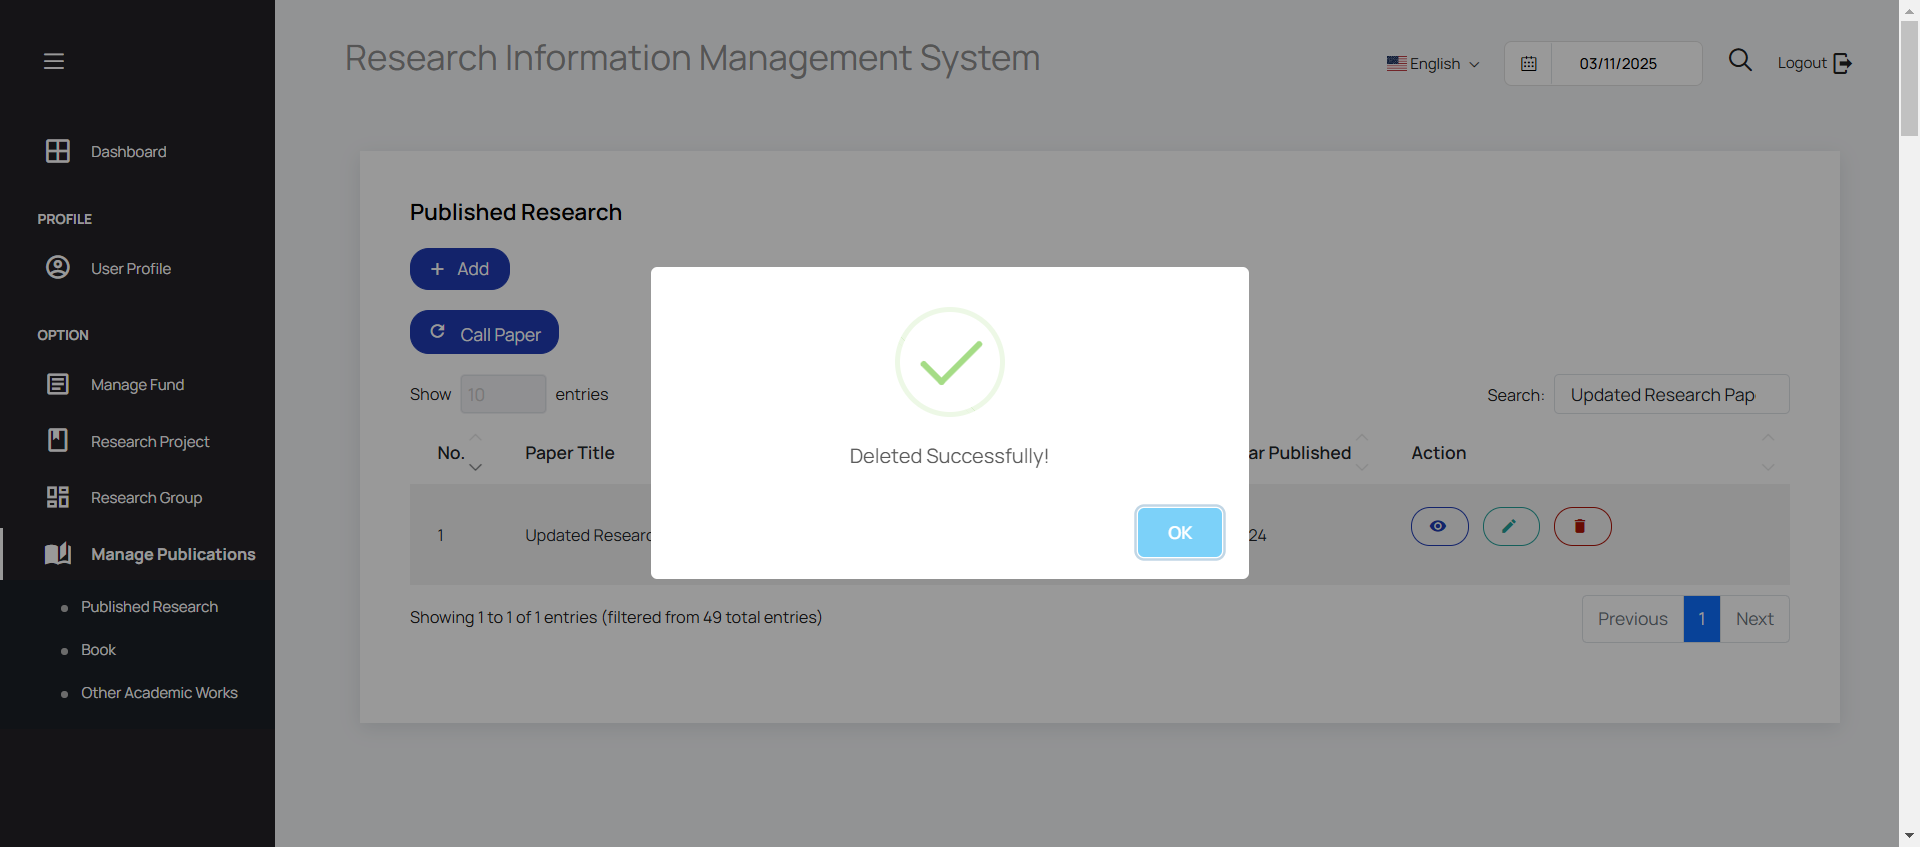 Research Information Management System
English
03/11/2025
Logout
Dashboard
PROFILE
User Profile
OPTION
Manage Fund
Research Project
Research Group
Manage Publications
Published Research
Book
Other Academic Works
Published Research
+ Add
Call Paper
Show 10 entries
Search: Updated Research Pap
No. Paper Title ar Published Action
1 Updated Researc 24
Deleted Successfully!
OK
Showing 1 to 1 of 1 entries (filtered from 49 total entries)
Previous 1 Next